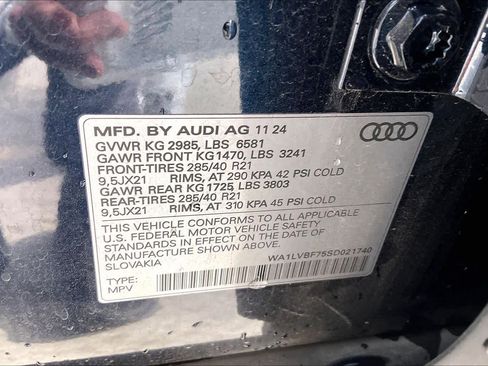 MFD. BY AUDI AG 11 24
GVWR KG 2985, LBS 6581
GAWR FRONT KG1470, LBS 3241
FRONT-TIRES 285/40 R21
9,5JX21 RIMS, AT 290 KPA 42 PSI COLD
GAWR REAR KG 1725, LBS 3803
REAR-TIRES 285/40 R21
9,5JX21 RIMS, AT 310 KPA 45 PSI COLD
THIS VEHICLE CONFORMS TO ALL APPLICABLE
U.S. FEDERAL MOTOR VEHICLE SAFETY
STANDARDS IN EFFECT ON THE DATE OF
MANUFACTURE SHOWN ABOVE
SLOVAKIA
WA1LVBF75SD021740
TYPE:
MPV